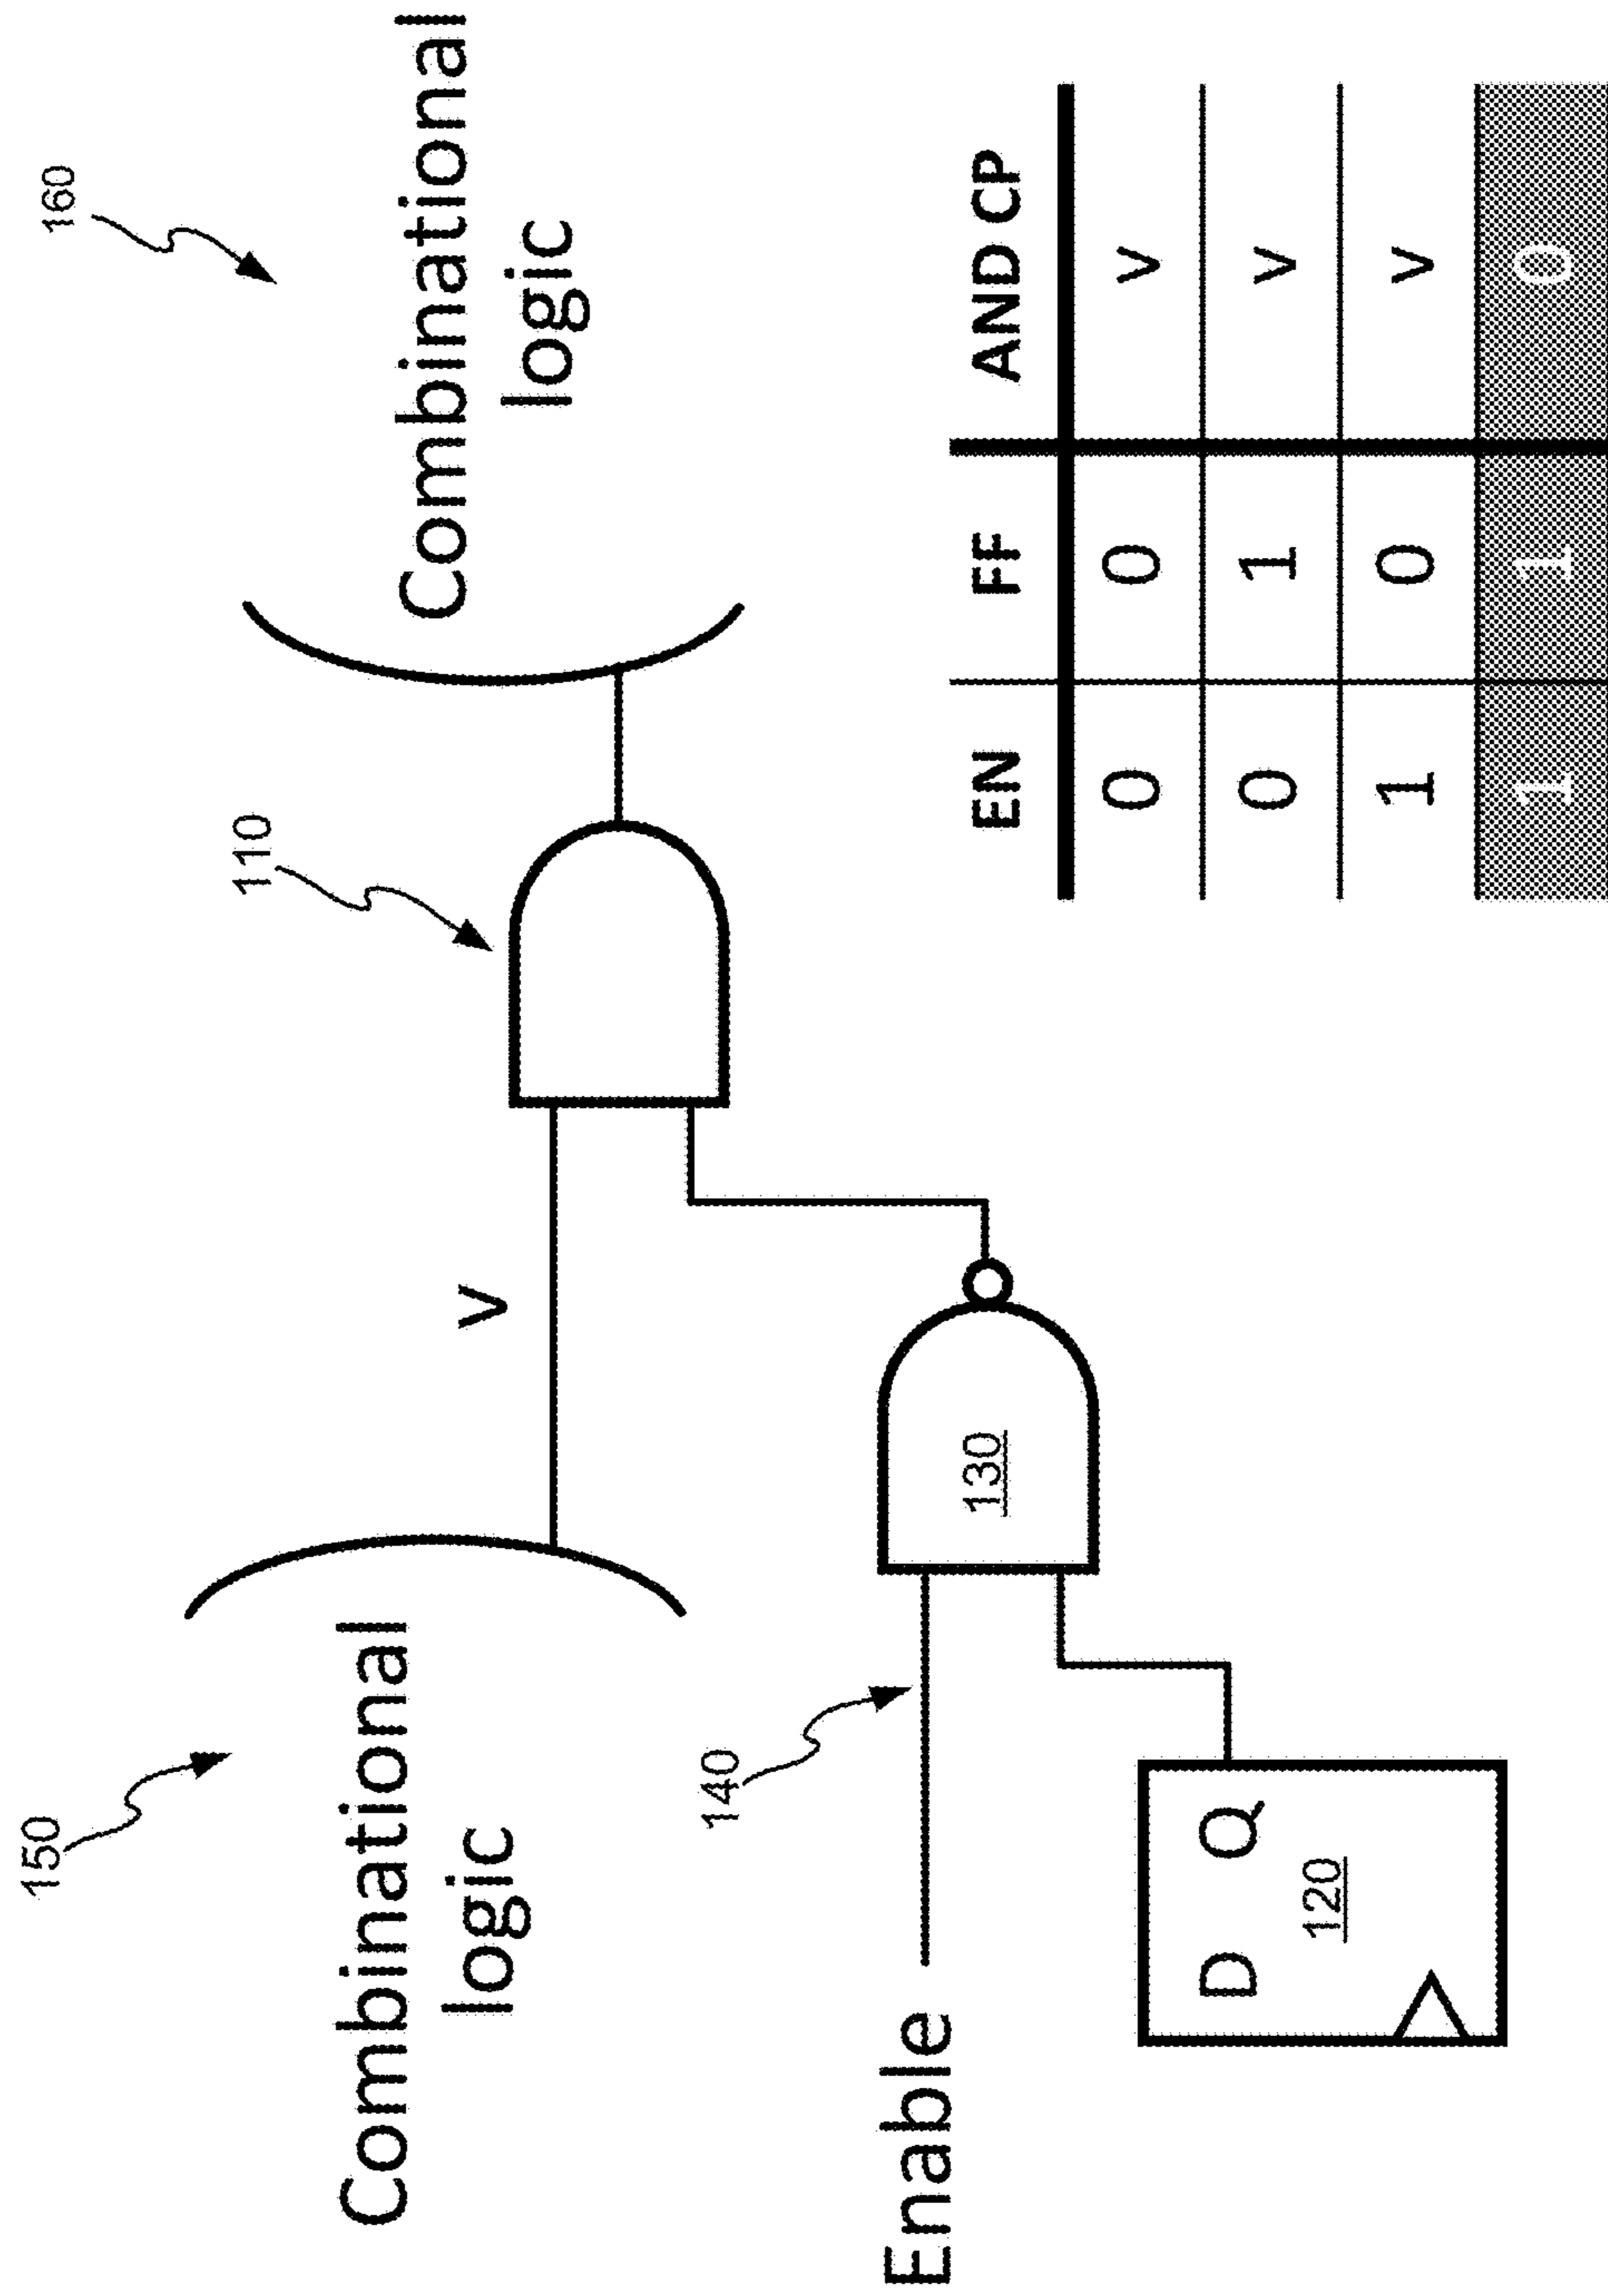 150
Combinational
logic
v
110
160
Combinational
logic
140
Enable
130
D Q
120
EN FF AND CP
0 0 v
0 1 v
1 0 v
1 1 0